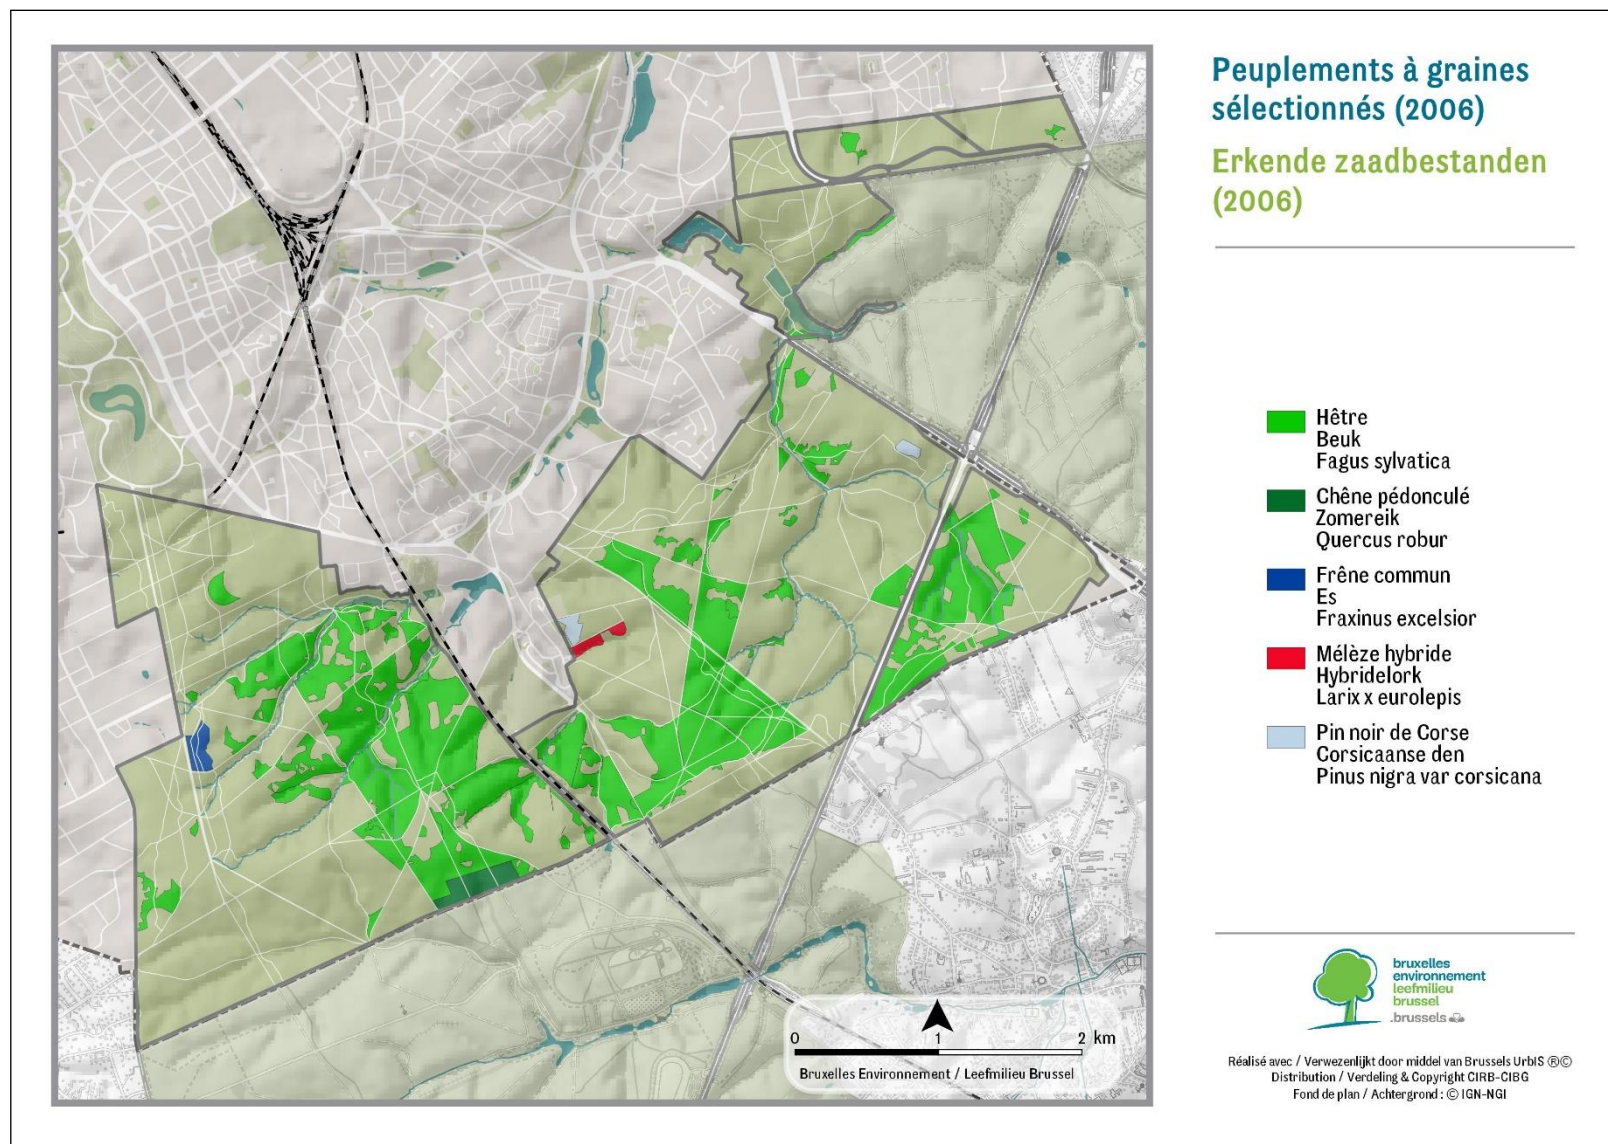 Peuplements à graines
sélectionnés (2006)
Erkende zaadbestanden
(2006)
Hêtre
Beuk
Fagus sylvatica
Chêne pédonculé
Zomereik
Quercus robur
Frêne commun
Es
Fraxinus excelsior
Mélèze hybride
Hybridelork
Larix x eurolepis
Pin noir de Corse
Corsicaanse den
Pinus nigra var corsicana
0 1 2 km
Bruxelles Environnement / Leefmilieu Brussel
bruxelles
environnement
leefmilieu
brussel
.brussels
Réalisé avec / Verwezenlijkt door middel van Brussels UrbIS ®©
Distribution / Verdeling & Copyright CIRB-CIBG
Fond de plan / Achtergrond : © IGN-NGI